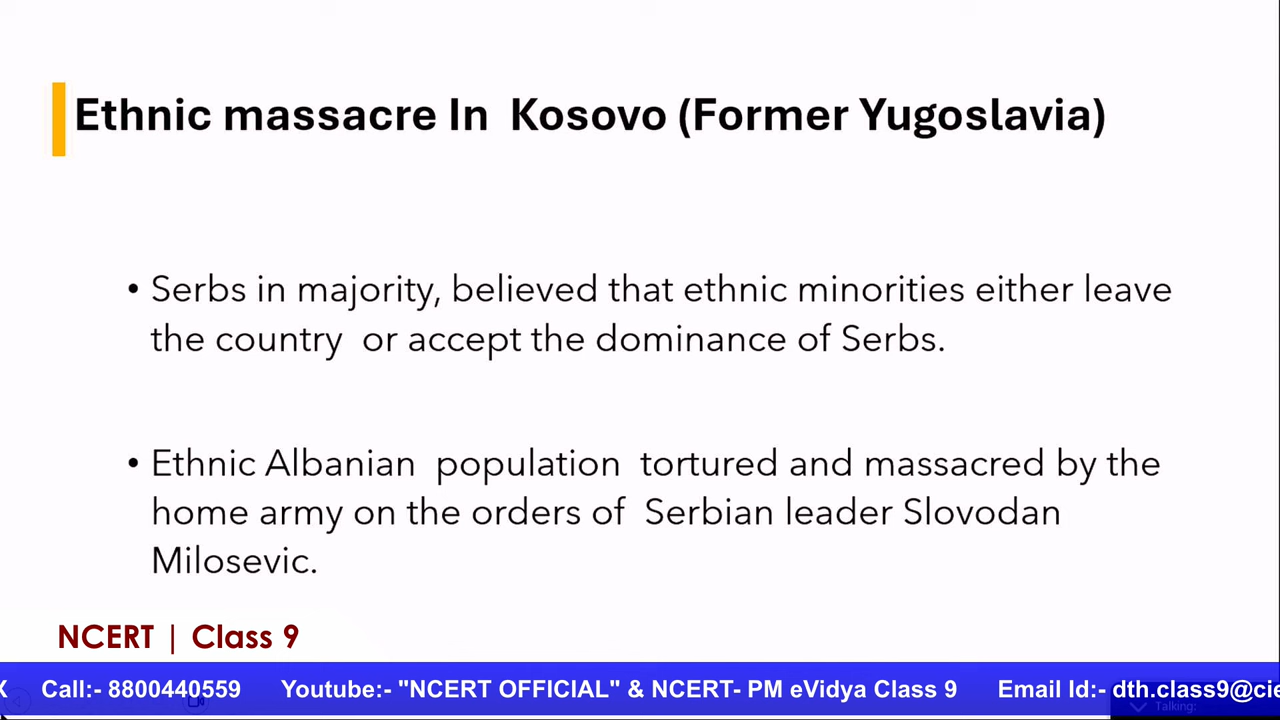 Ethnic massacre In Kosovo (Former Yugoslavia)
• Serbs in majority, believed that ethnic minorities either leave
the country or accept the dominance of Serbs.
• Ethnic Albanian population tortured and massacred by the
home army on the orders of Serbian leader Slovodan
Milosevic.
NCERT | Class 9
X Call:- 8800440559 Youtube:- "NCERT OFFICIAL" & NCERT- PM eVidya Class 9 Email Id:- dth.class9@cie
Talking: